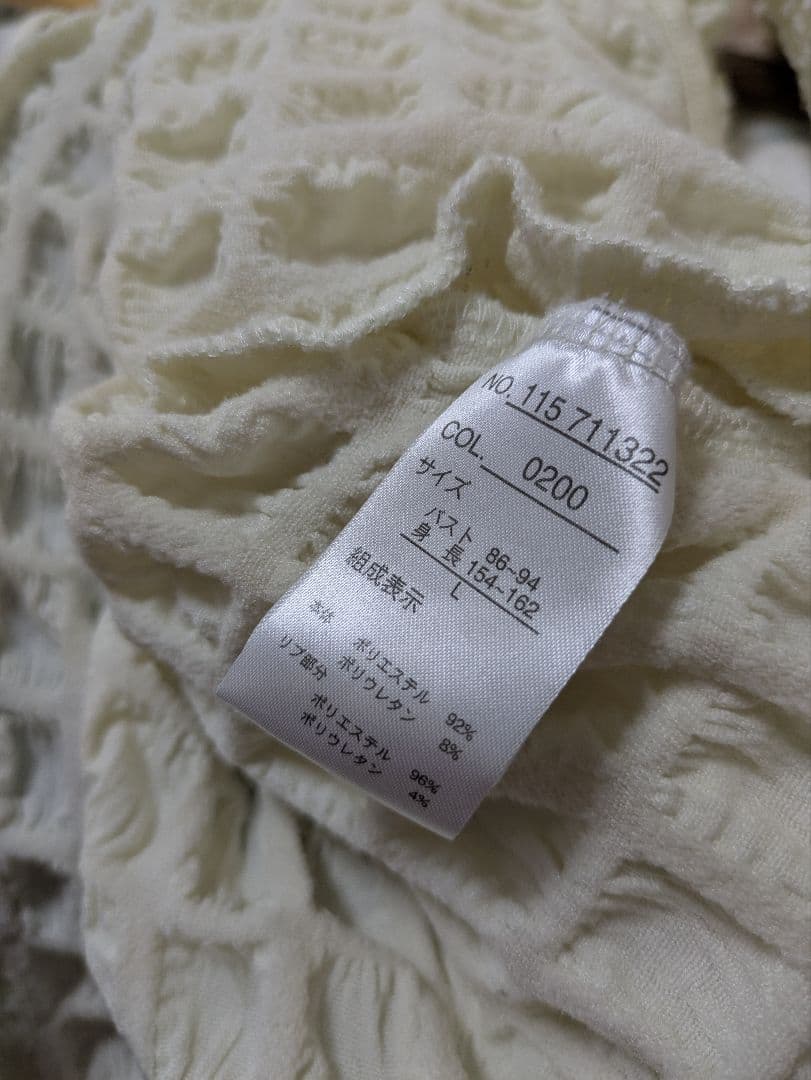 NO. 115 711322
COL. 0200
サイズ
バスト 86~94
身長 154~162
L
組成表示
本体
ポリエステル 92%
ポリウレタン 8%
リブ部分
ポリエステル 96%
ポリウレタン 4%